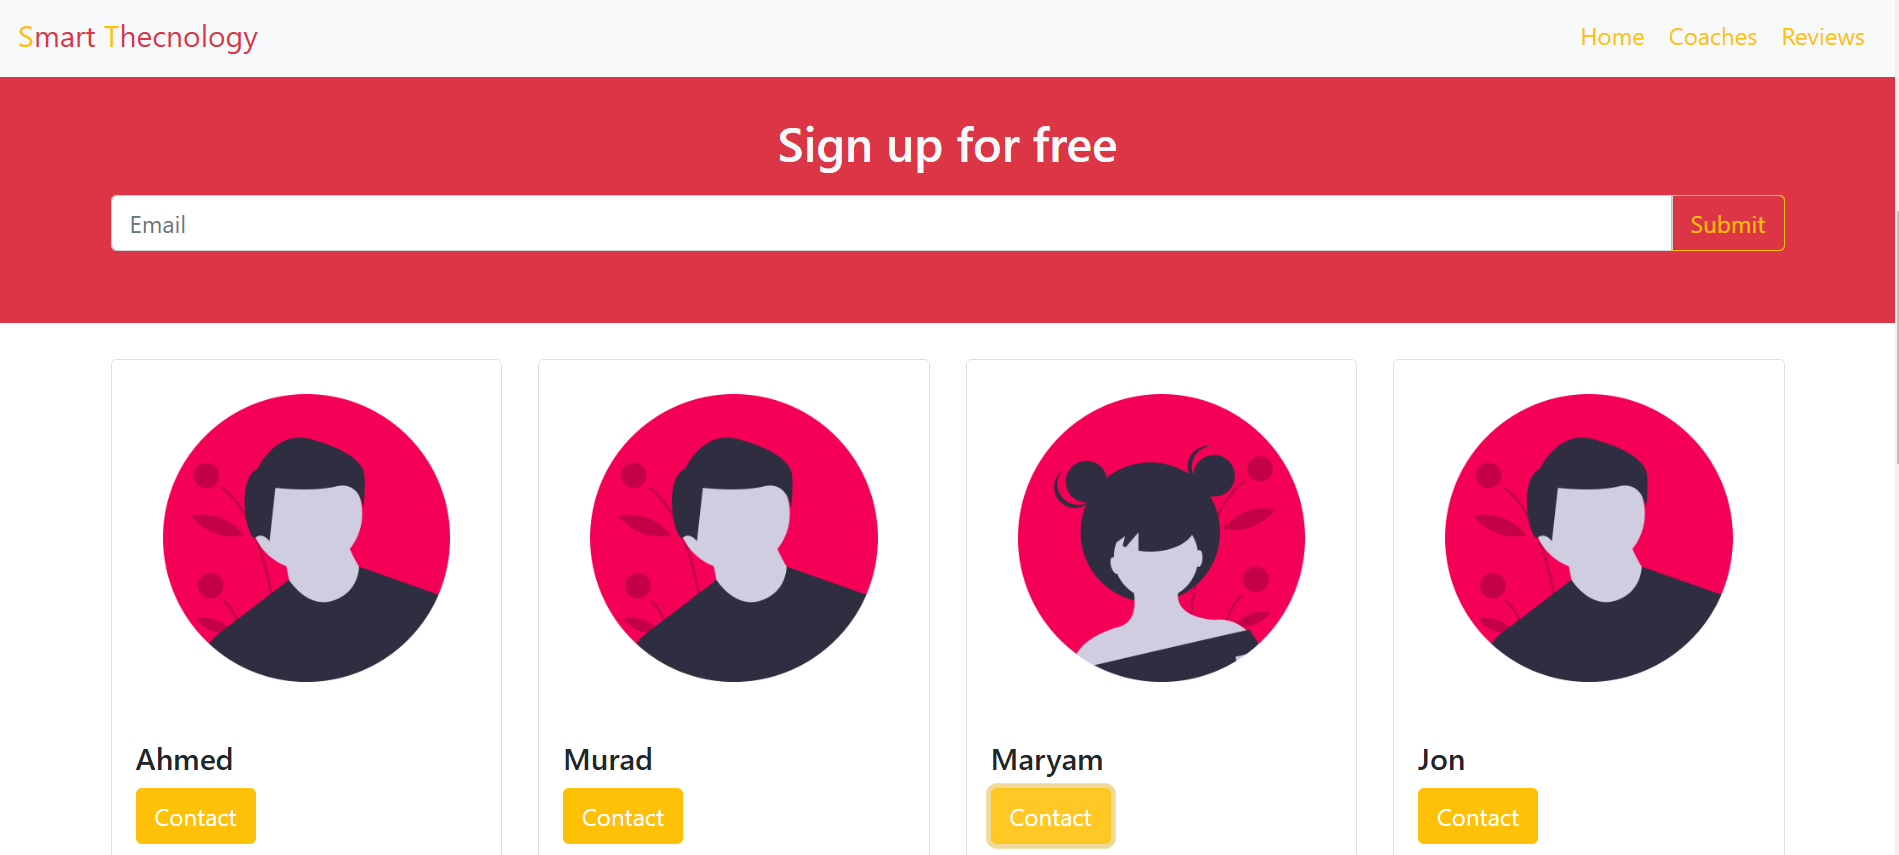 Smart Thecnology
Home Coaches Reviews
Sign up for free
Email Submit
Ahmed Murad Maryam Jon
Contact Contact Contact Contact